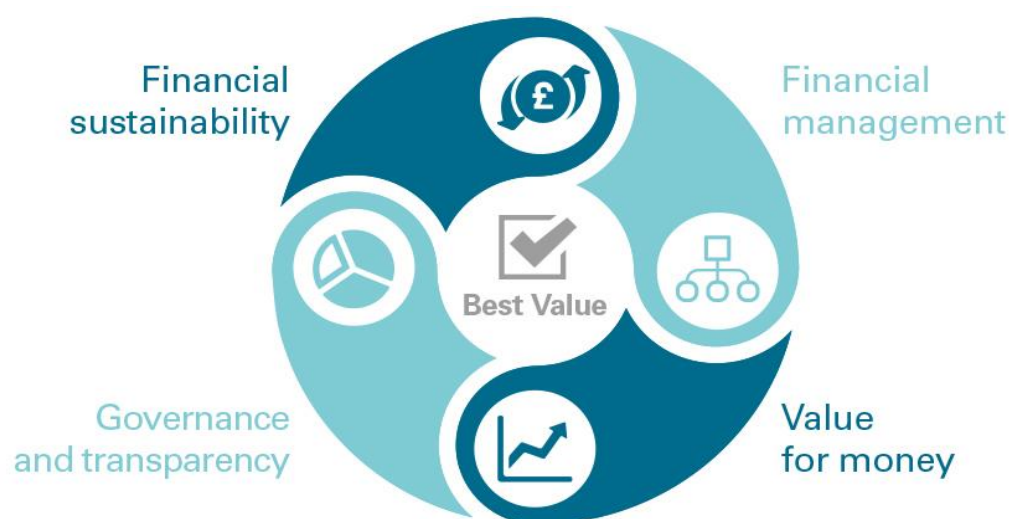 Financial
sustainability
Financial
management
£
Best Value
Governance
and transparency
Value
for money